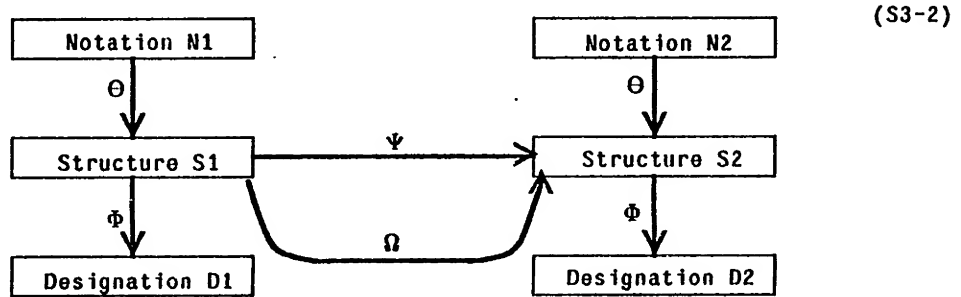 (S3-2)
Notation N1 Notation N2
Θ Θ
Ψ
Structure S1 Structure S2
Φ Φ
Ω
Designation D1 Designation D2